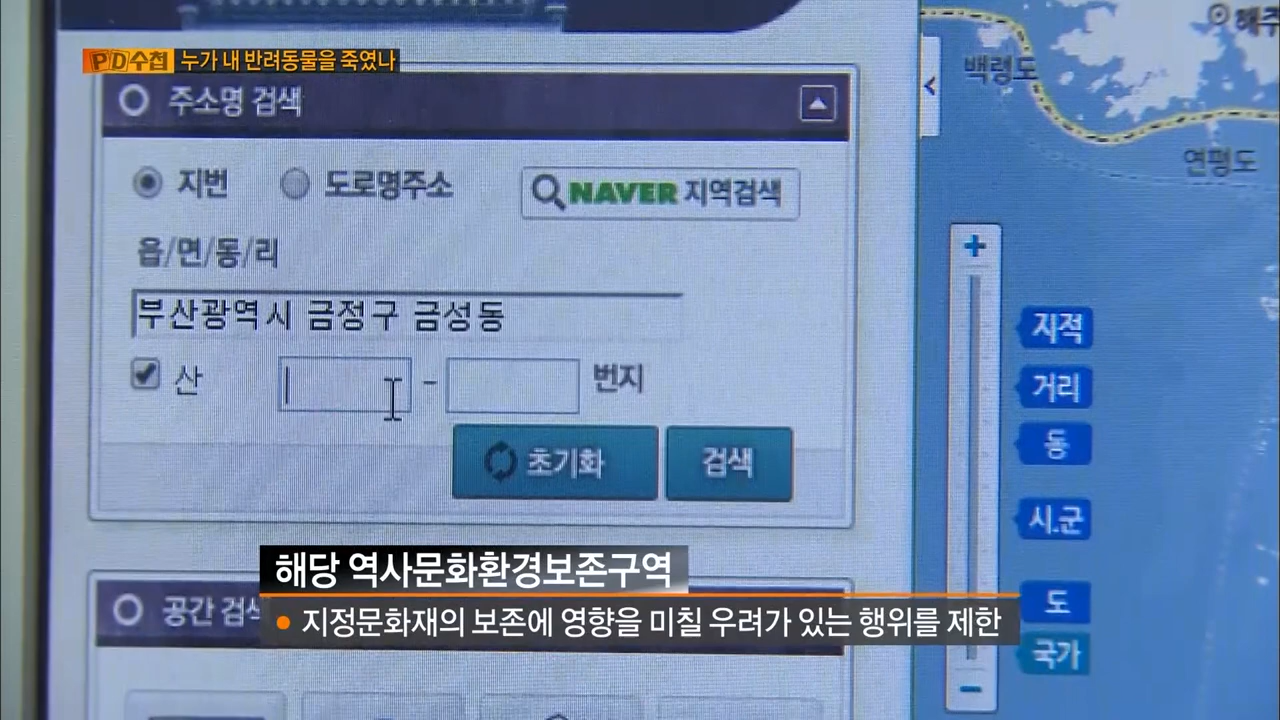 PD수첩 누가 내 반려동물을 죽였나
주소명 검색
지번 도로명주소 NAVER 지역검색
읍/면/동/리
부산광역시 금정구 금성동
산 - 번지
초기화 검색
공간 검색
백령도
해주
연평도
+
지적
거리
동
시.군
도
국가
해당 역사문화환경보존구역
• 지정문화재의 보존에 영향을 미칠 우려가 있는 행위를 제한